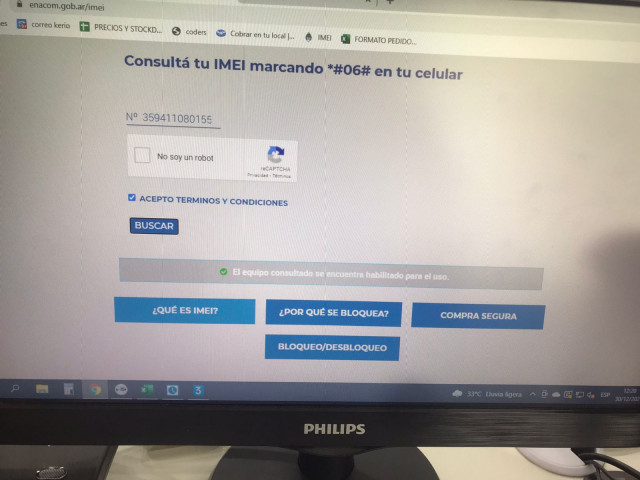 enacom.gob.ar/imei
es correo kerio PRECIOS Y STOCKD... coders Cobrar en tu local |... IMEI FORMATO PEDIDO...
Consultá tu IMEI marcando *#06# en tu celular
Nº 359411080155
No soy un robot
reCAPTCHA
Privacidad - Términos
ACEPTO TERMINOS Y CONDICIONES
BUSCAR
El equipo consultado se encuentra habilitado para el uso.
¿QUÉ ES IMEI? ¿POR QUÉ SE BLOQUEA? COMPRA SEGURA
BLOQUEO/DESBLOQUEO
33°C Lluvia ligera ESP
PHILIPS